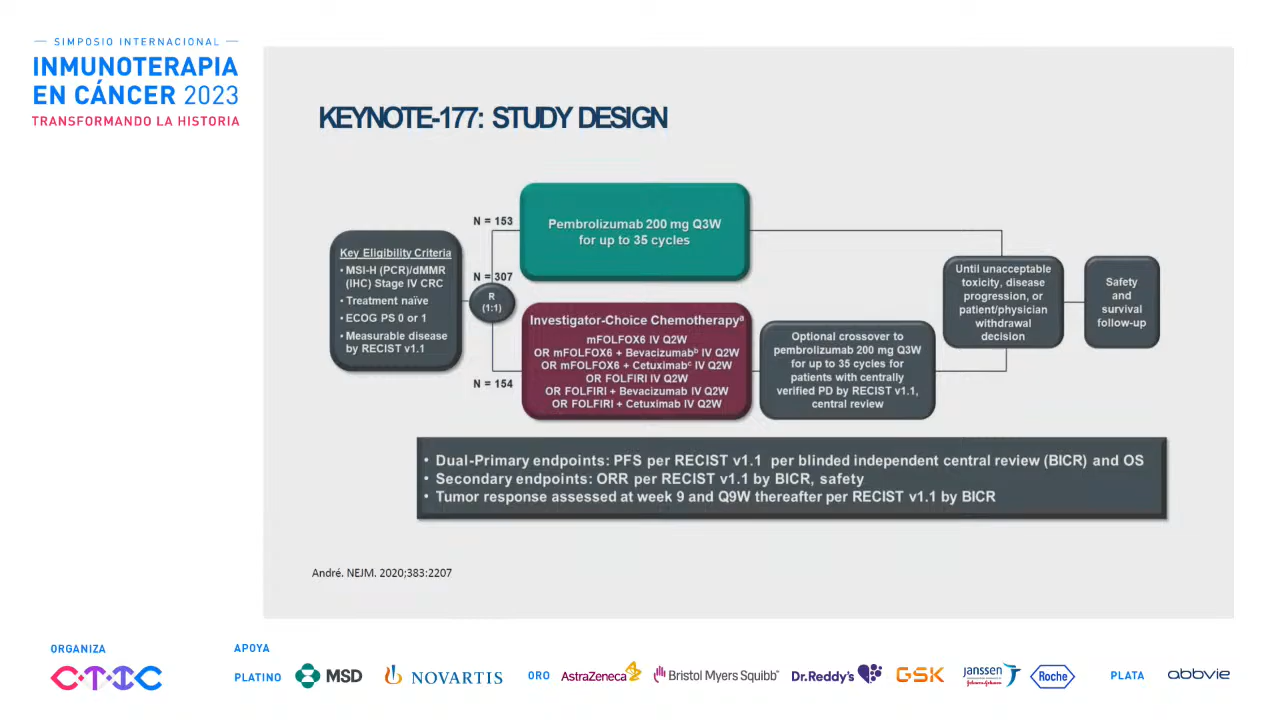 SIMPOSIO INTERNACIONAL
INMUNOTERAPIA
EN CÁNCER 2023
TRANSFORMANDO LA HISTORIA
KEYNOTE-177: STUDY DESIGN
Key Eligibility Criteria
• MSI-H (PCR)/dMMR
(IHC) Stage IV CRC
• Treatment naïve
• ECOG PS 0 or 1
• Measurable disease
by RECIST v1.1
N = 153
N = 307
R
(1:1)
N = 154
Pembrolizumab 200 mg Q3W
for up to 35 cycles
Investigator-Choice Chemotherapyᵃ
mFOLFOX6 IV Q2W
OR mFOLFOX6 + Bevacizumabᵇ IV Q2W
OR mFOLFOX6 + Cetuximabᶜ IV Q2W
OR FOLFIRI IV Q2W
OR FOLFIRI + Bevacizumab IV Q2W
OR FOLFIRI + Cetuximab IV Q2W
Optional crossover to
pembrolizumab 200 mg Q3W
for up to 35 cycles for
patients with centrally
verified PD by RECIST v1.1,
central review
Until unacceptable
toxicity, disease
progression, or
patient/physician
withdrawal
decision
Safety
and
survival
follow-up
• Dual-Primary endpoints: PFS per RECIST v1.1 per blinded independent central review (BICR) and OS
• Secondary endpoints: ORR per RECIST v1.1 by BICR, safety
• Tumor response assessed at week 9 and Q9W thereafter per RECIST v1.1 by BICR
André. NEJM. 2020;383:2207
ORGANIZA
CTIC
APOYA
PLATINO
MSD
NOVARTIS
ORO
AstraZeneca
Bristol Myers Squibb™
Dr.Reddy's
GSK
Janssen
Johnson&Johnson
Roche
PLATA
abbvie